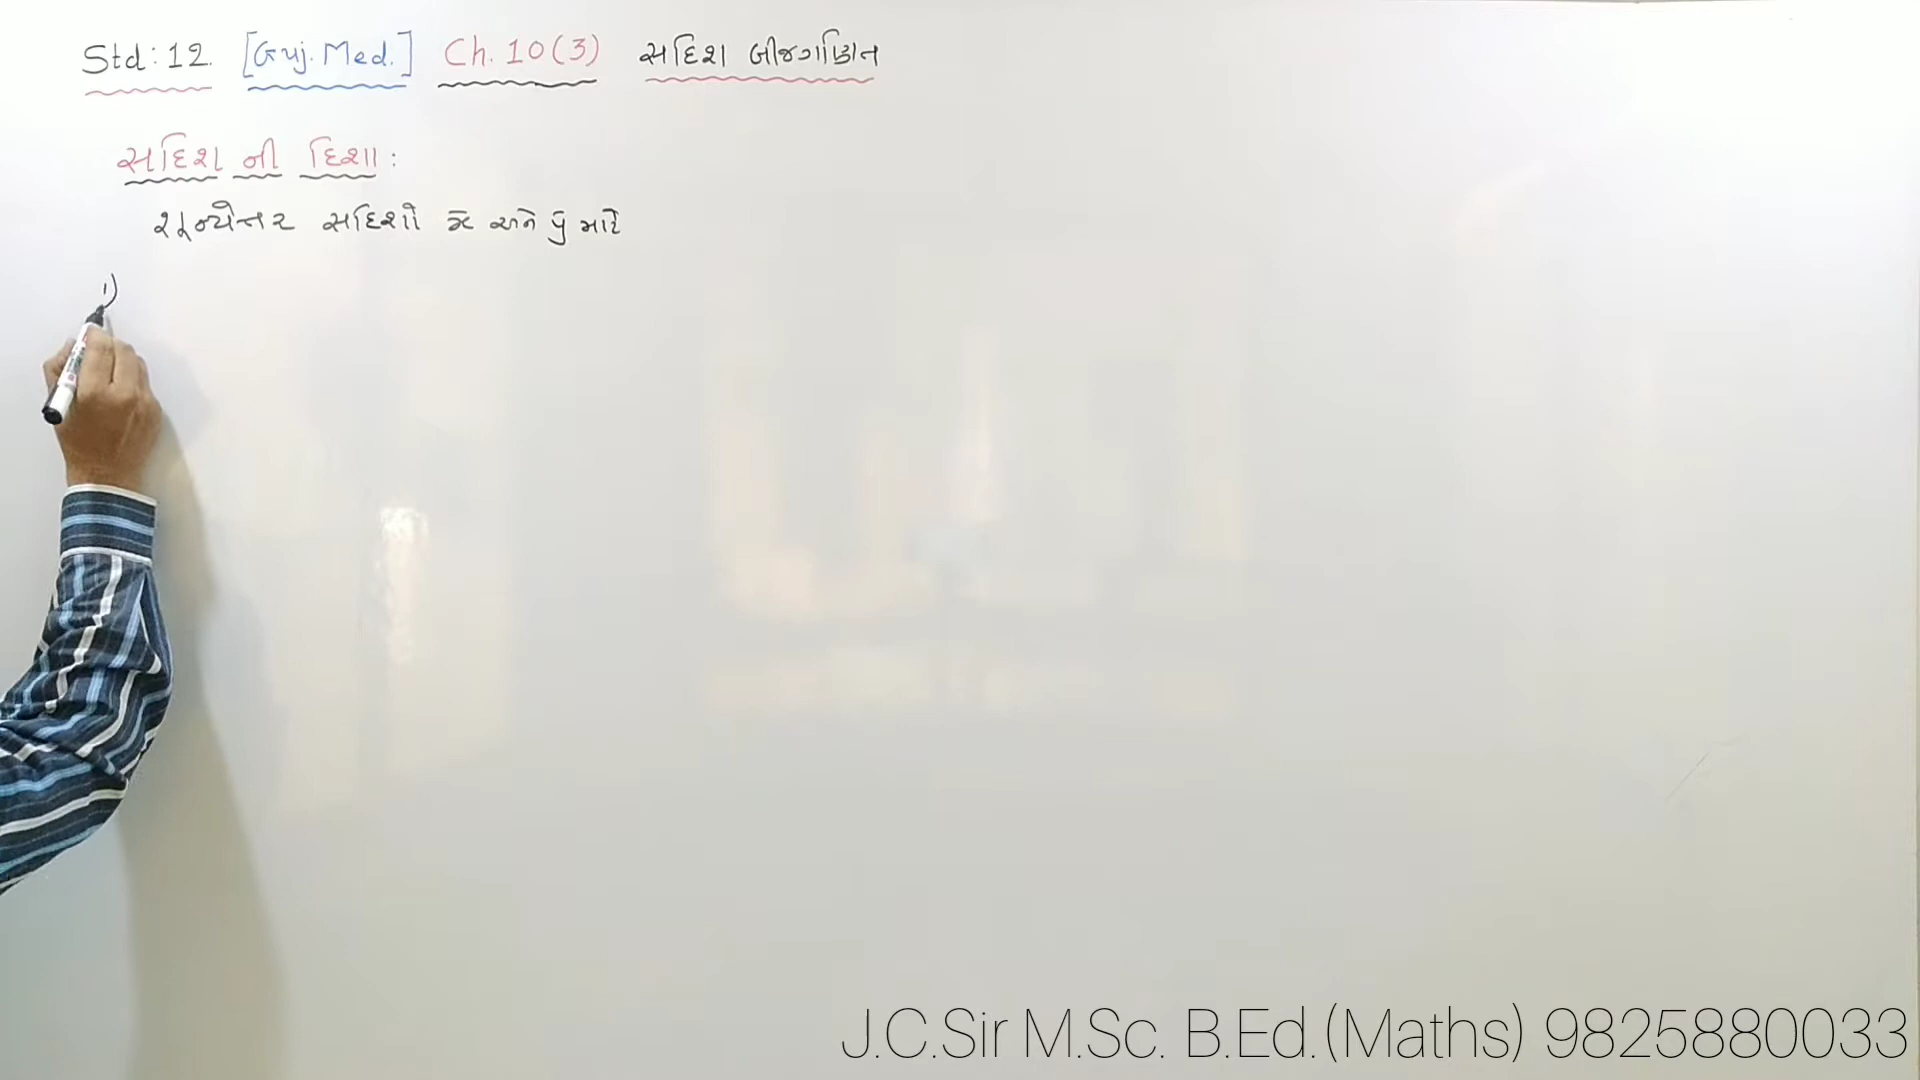 Std: 12. [Guj. Med.] Ch. 10(3) સદિશ બીજગણિત
સદિશ ની દિશા:
શૂન્યેત્તર સદિશો x̄ અને ȳ માટે
1)
J.C.Sir M.Sc. B.Ed.(Maths) 9825880033